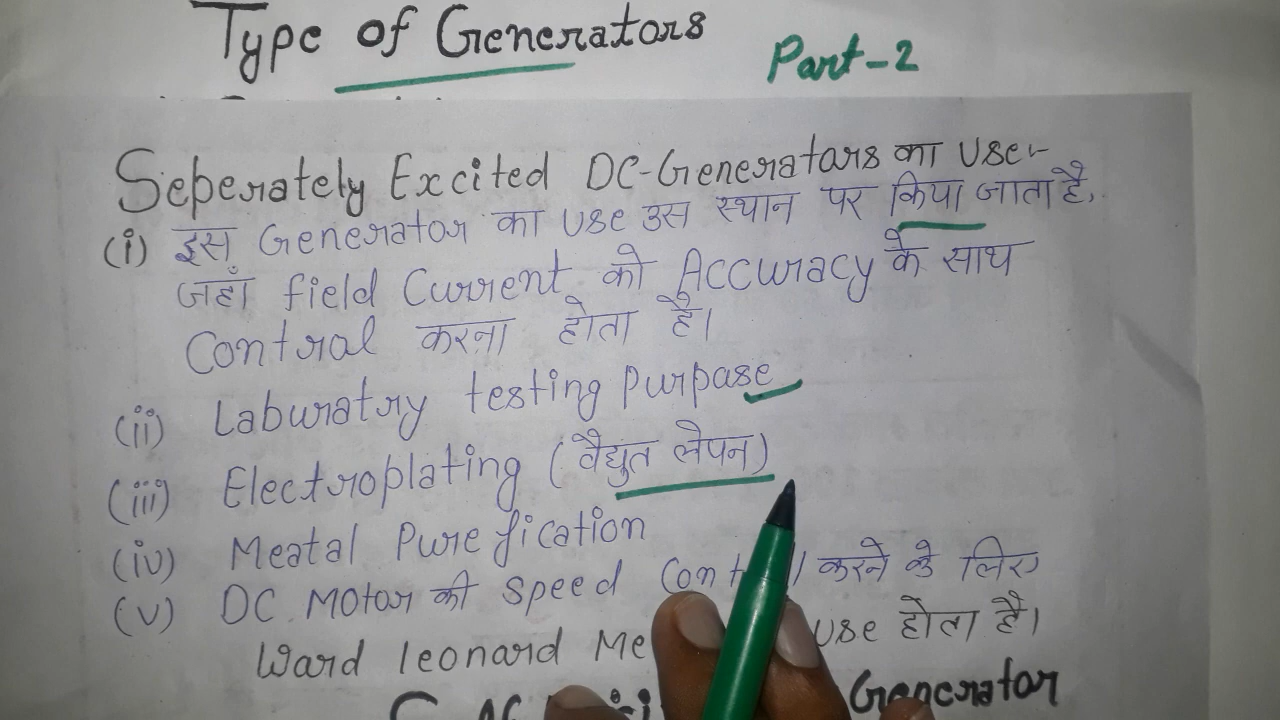 Type of Generators
Part-2
Seperately Excited DC-Generators का use-
(i) इस Generator का use उस स्थान पर किया जाता है,
जहाँ field Current को Accuracy के साथ
Contral करना होता है।
(ii) Laburatry testing Purpase
(iii) Electroplating (वैद्युत लेपन)
(iv) Meatal Purefication
(v) DC Motor की speed करने के लिए
Ward leonard use होता है।
Generator